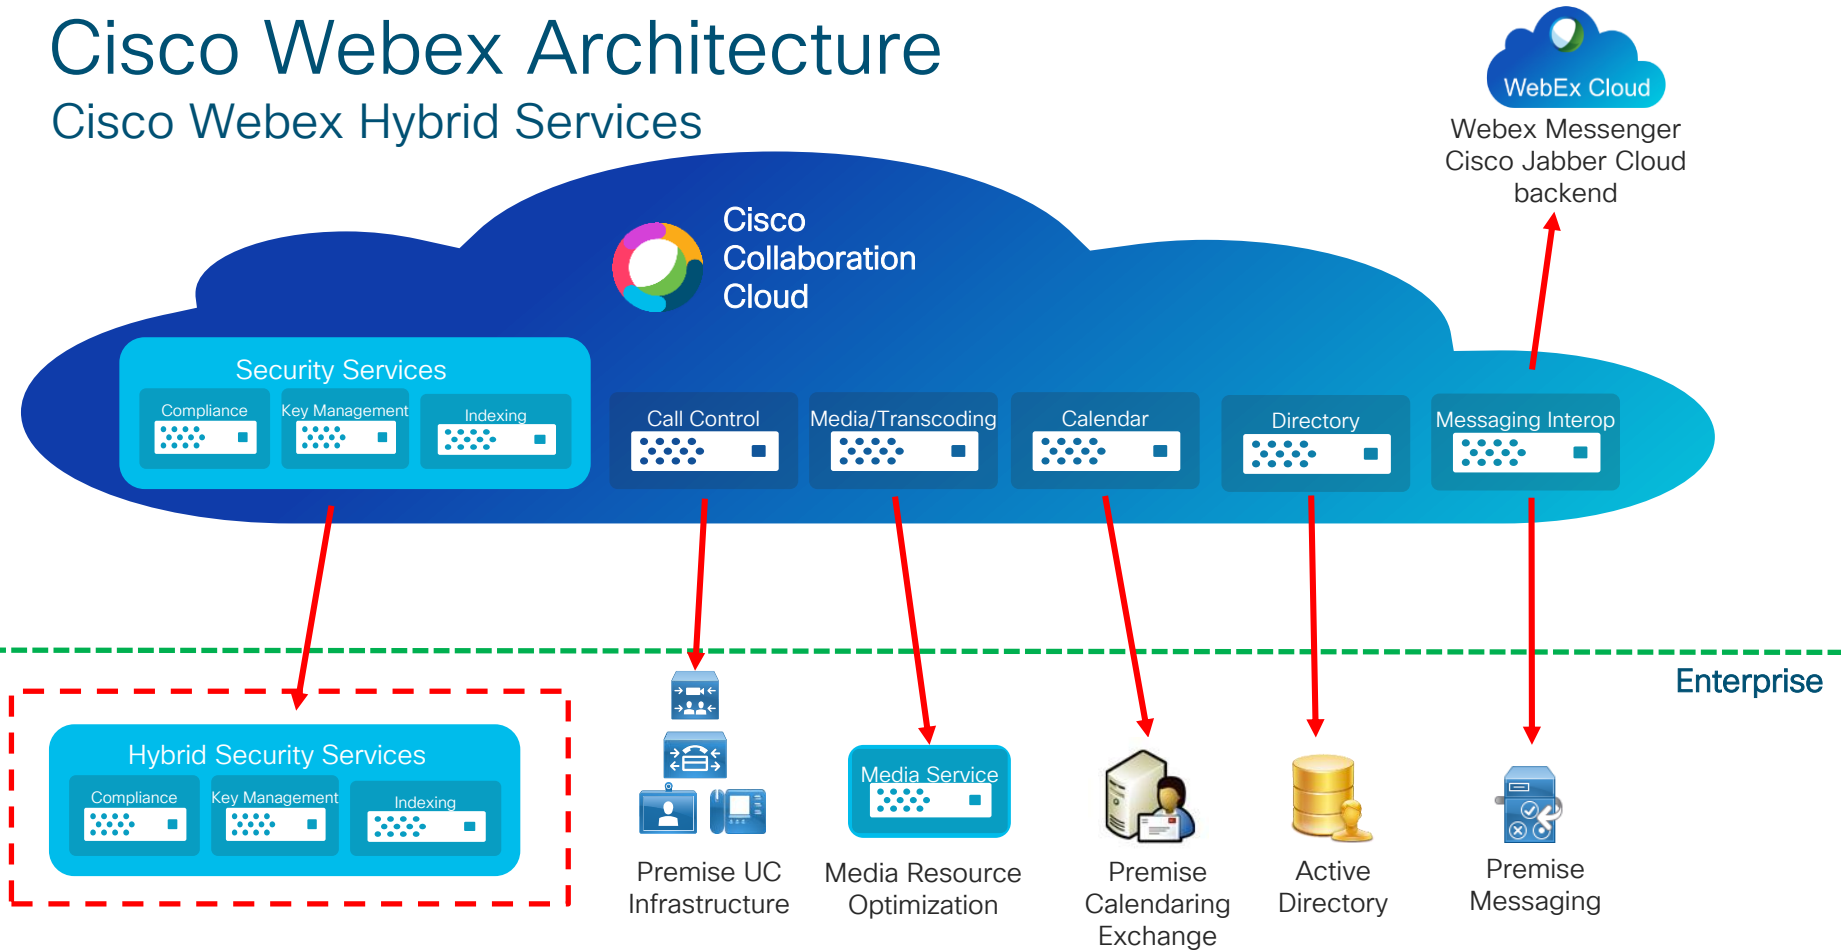 Cisco Webex Architecture
Cisco Webex Hybrid Services
WebEx Cloud
Webex Messenger
Cisco Jabber Cloud
backend
Cisco
Collaboration
Cloud
Security Services
Compliance
Key Management
Indexing
Call Control
Media/Transcoding
Calendar
Directory
Messaging Interop
Enterprise
Hybrid Security Services
Compliance
Key Management
Indexing
Premise UC
Infrastructure
Media Service
Media Resource
Optimization
Premise
Calendaring
Exchange
Active
Directory
Premise
Messaging